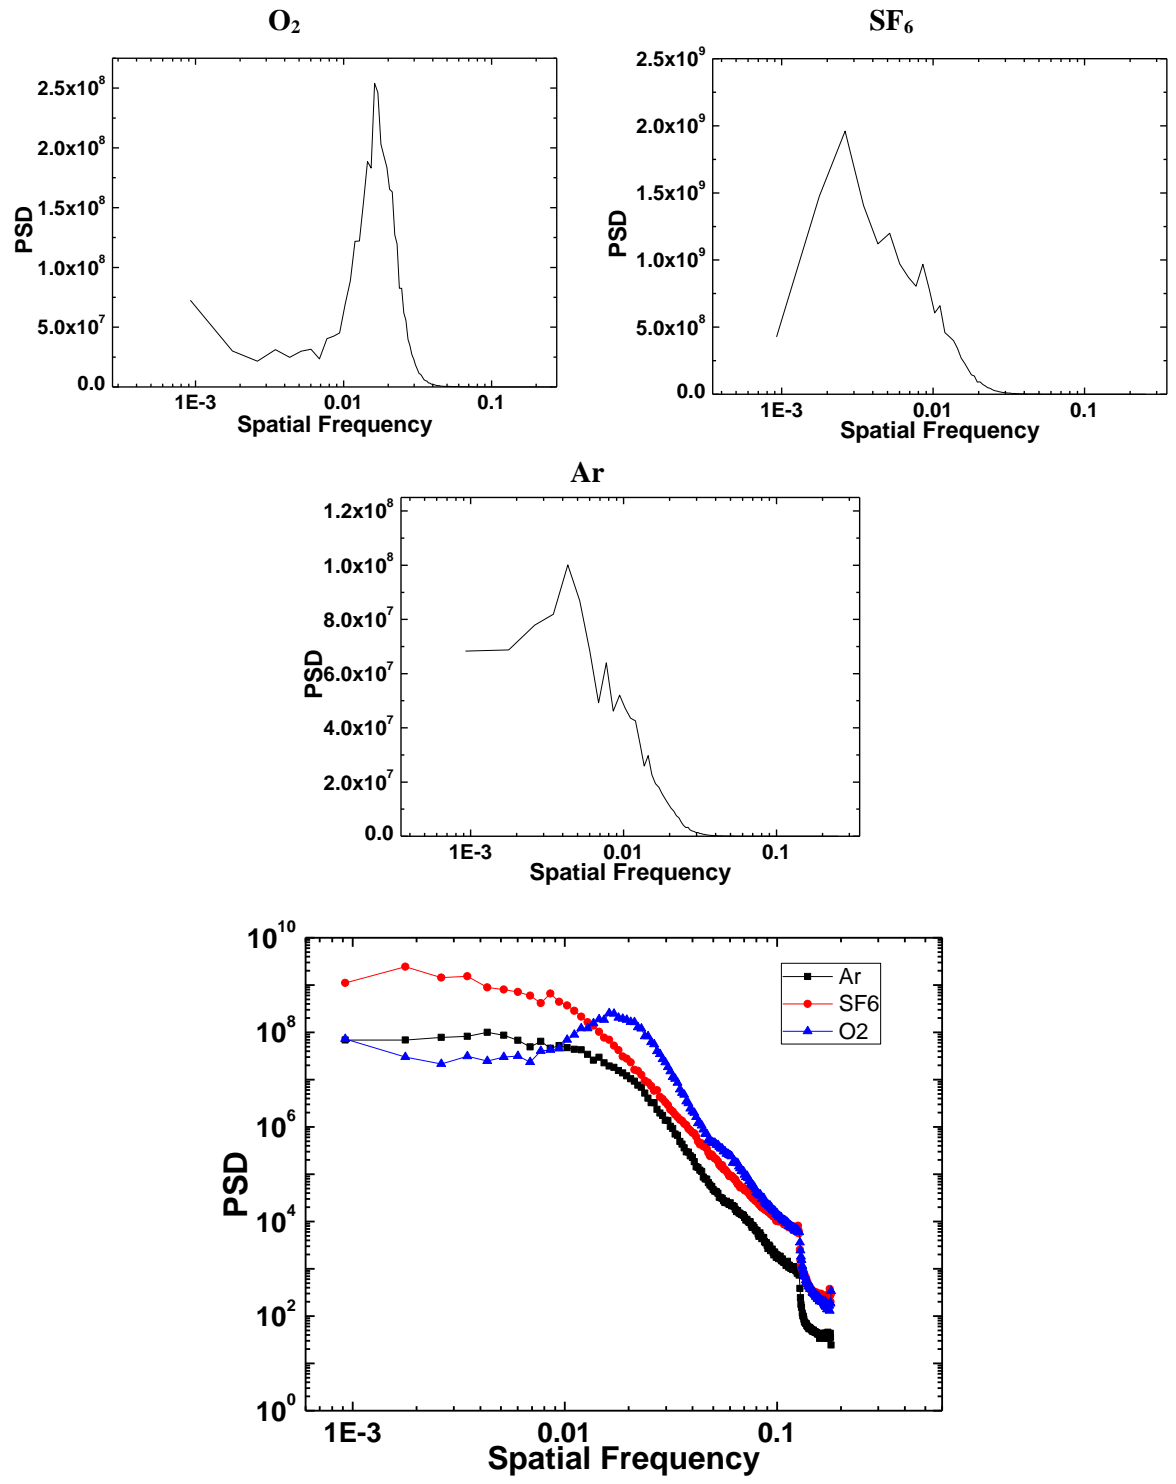 O₂
SF₆
2.5x10⁸
2.0x10⁸
1.5x10⁸
1.0x10⁸
5.0x10⁷
0.0
PSD
1E-3 0.01 0.1
Spatial Frequency
2.5x10⁹
2.0x10⁹
1.5x10⁹
1.0x10⁹
5.0x10⁸
0.0
PSD
1E-3 0.01 0.1
Spatial Frequency
Ar
1.2x10⁸
1.0x10⁸
8.0x10⁷
6.0x10⁷
4.0x10⁷
2.0x10⁷
0.0
PSD
1E-3 0.01 0.1
Spatial Frequency
10¹⁰
10⁸
10⁶
10⁴
10²
10⁰
PSD
Ar
SF6
O2
1E-3 0.01 0.1
Spatial Frequency